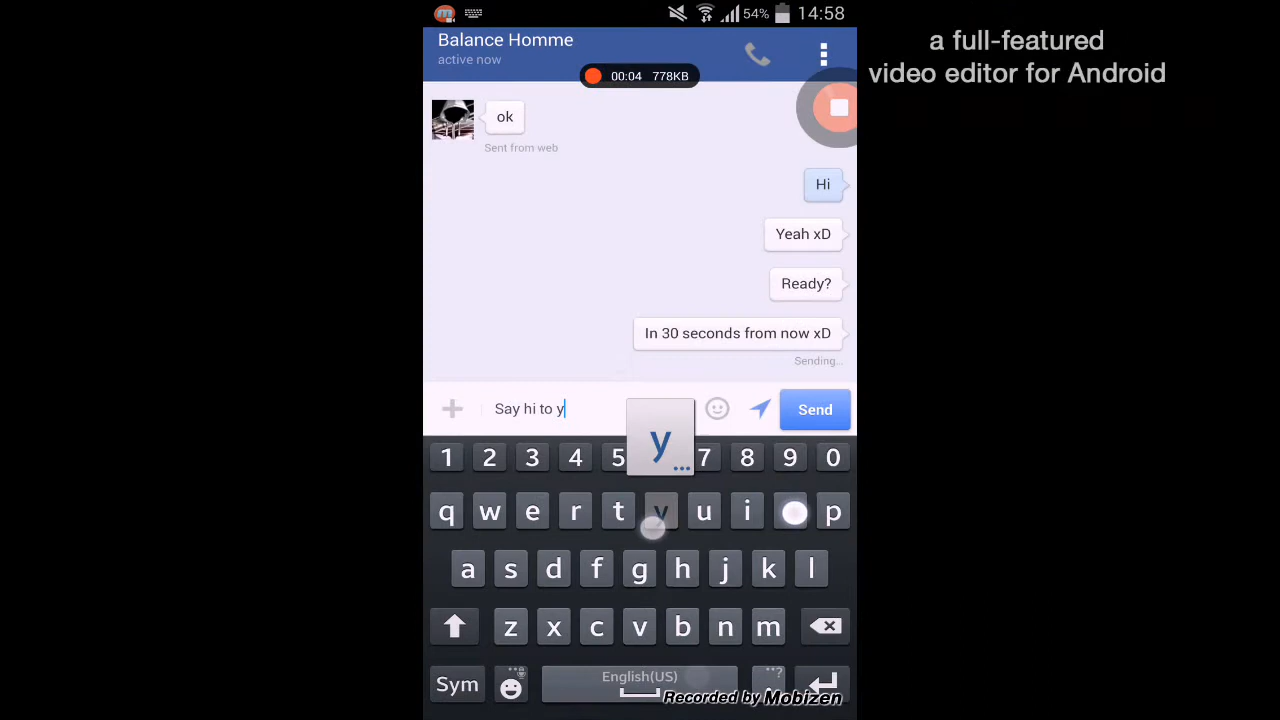 54% 14:58
a full-featured
video editor for Android
Balance Homme
active now
00:04 778KB
ok
Sent from web
Hi
Yeah xD
Ready?
In 30 seconds from now xD
Sending...
Say hi to y
Send
y
...
1 2 3 4 5 7 8 9 0
q w e r t y u i p
a s d f g h j k l
z x c v b n m
Sym English(US)
Recorded by Mobizen